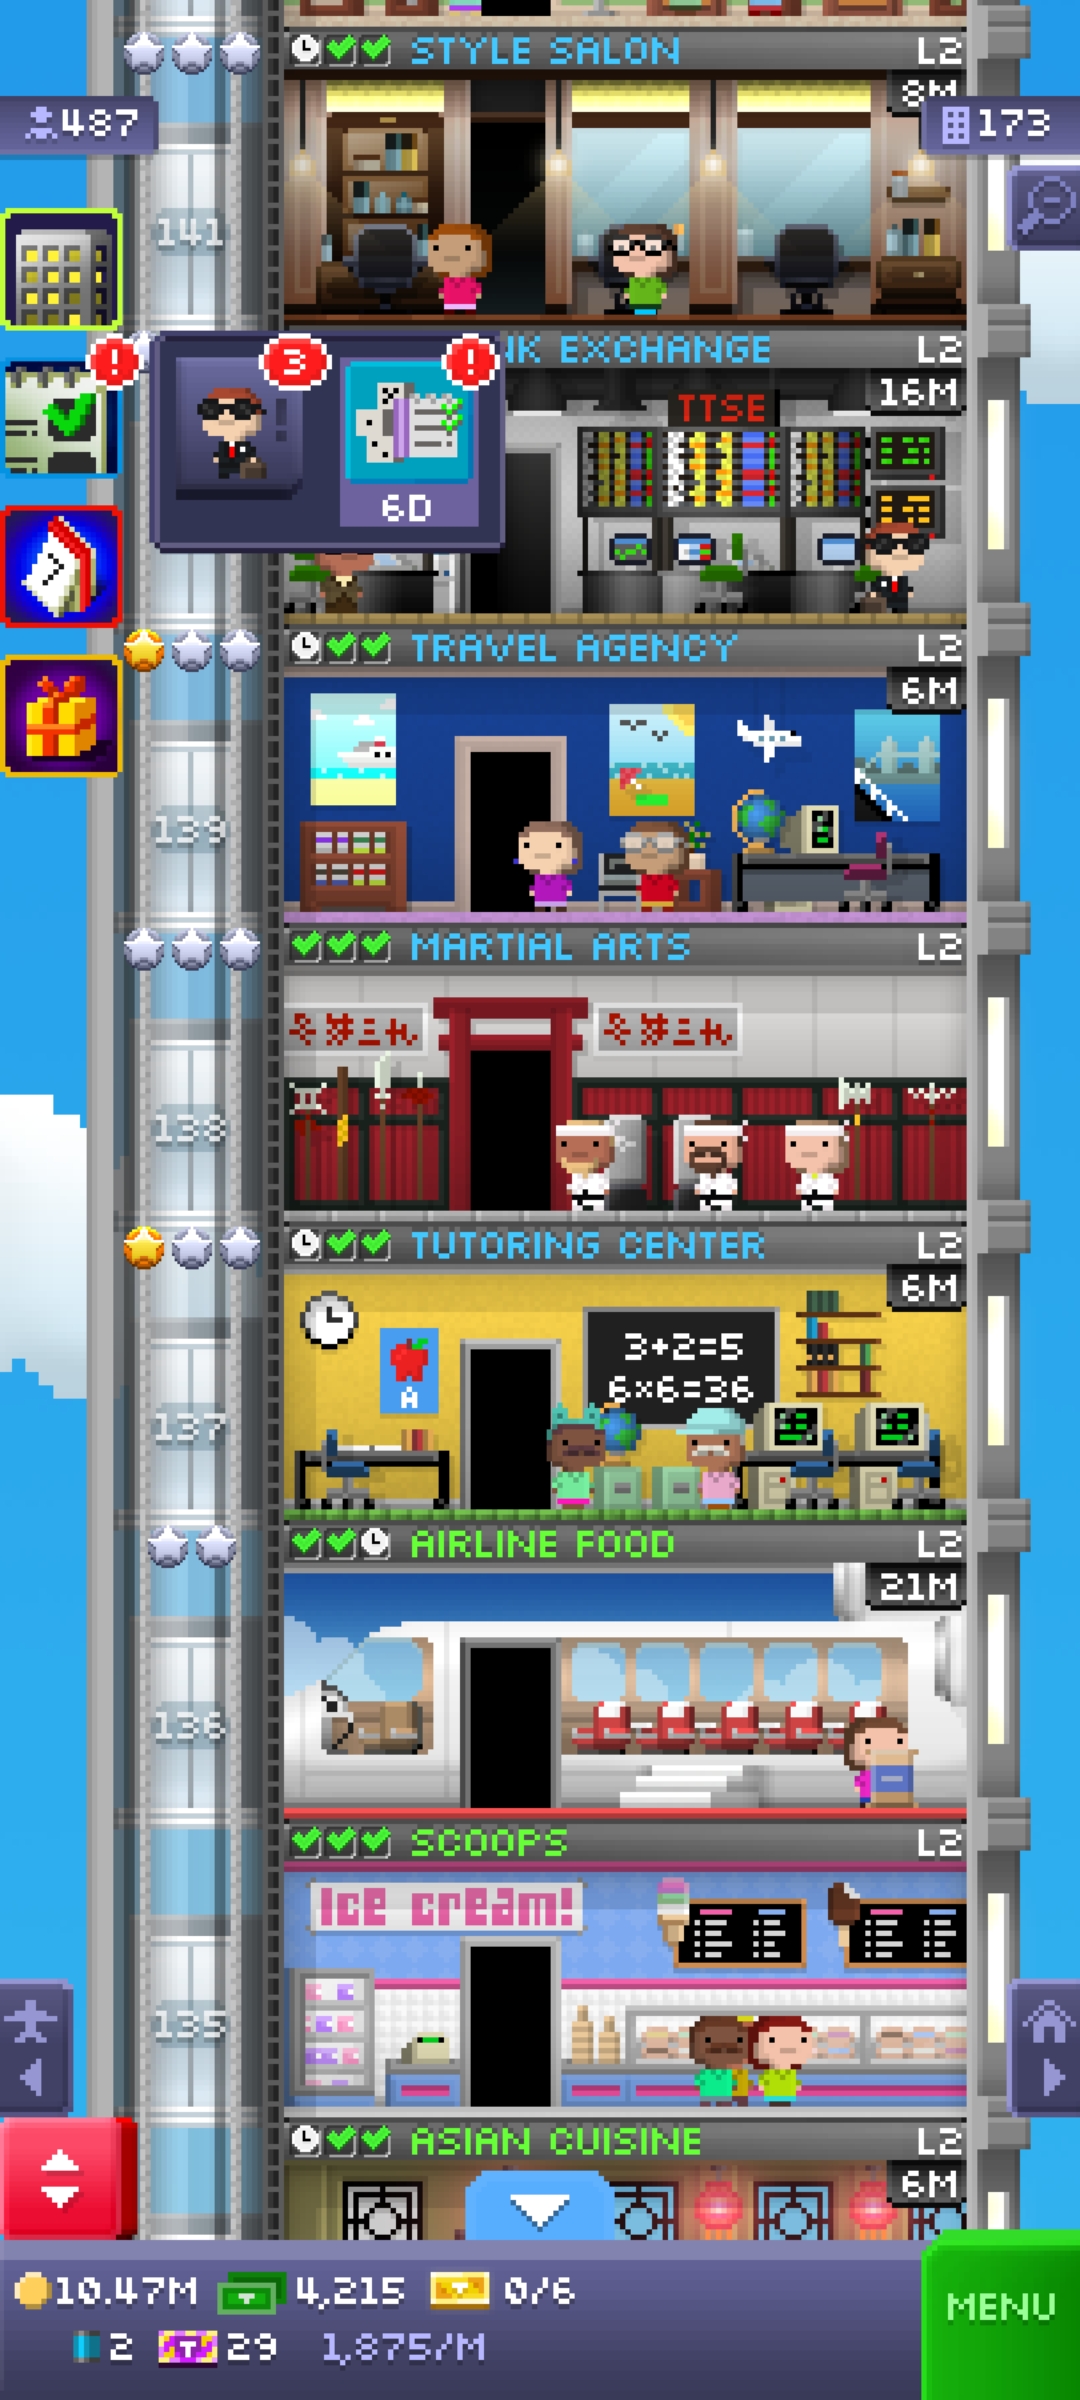 STYLE SALON L2
8M
487
173
141
NK EXCHANGE L2
16M
3
!
!
TTSE
6D
7
TRAVEL AGENCY L2
6M
139
MARTIAL ARTS L2
138
TUTORING CENTER L2
6M
3+2=5
6×6=36
A
137
AIRLINE FOOD L2
21M
136
SCOOPS L2
Ice cream!
135
ASIAN CUISINE L2
6M
10.47M 4,215 0/6
MENU
2 29 1,875/M